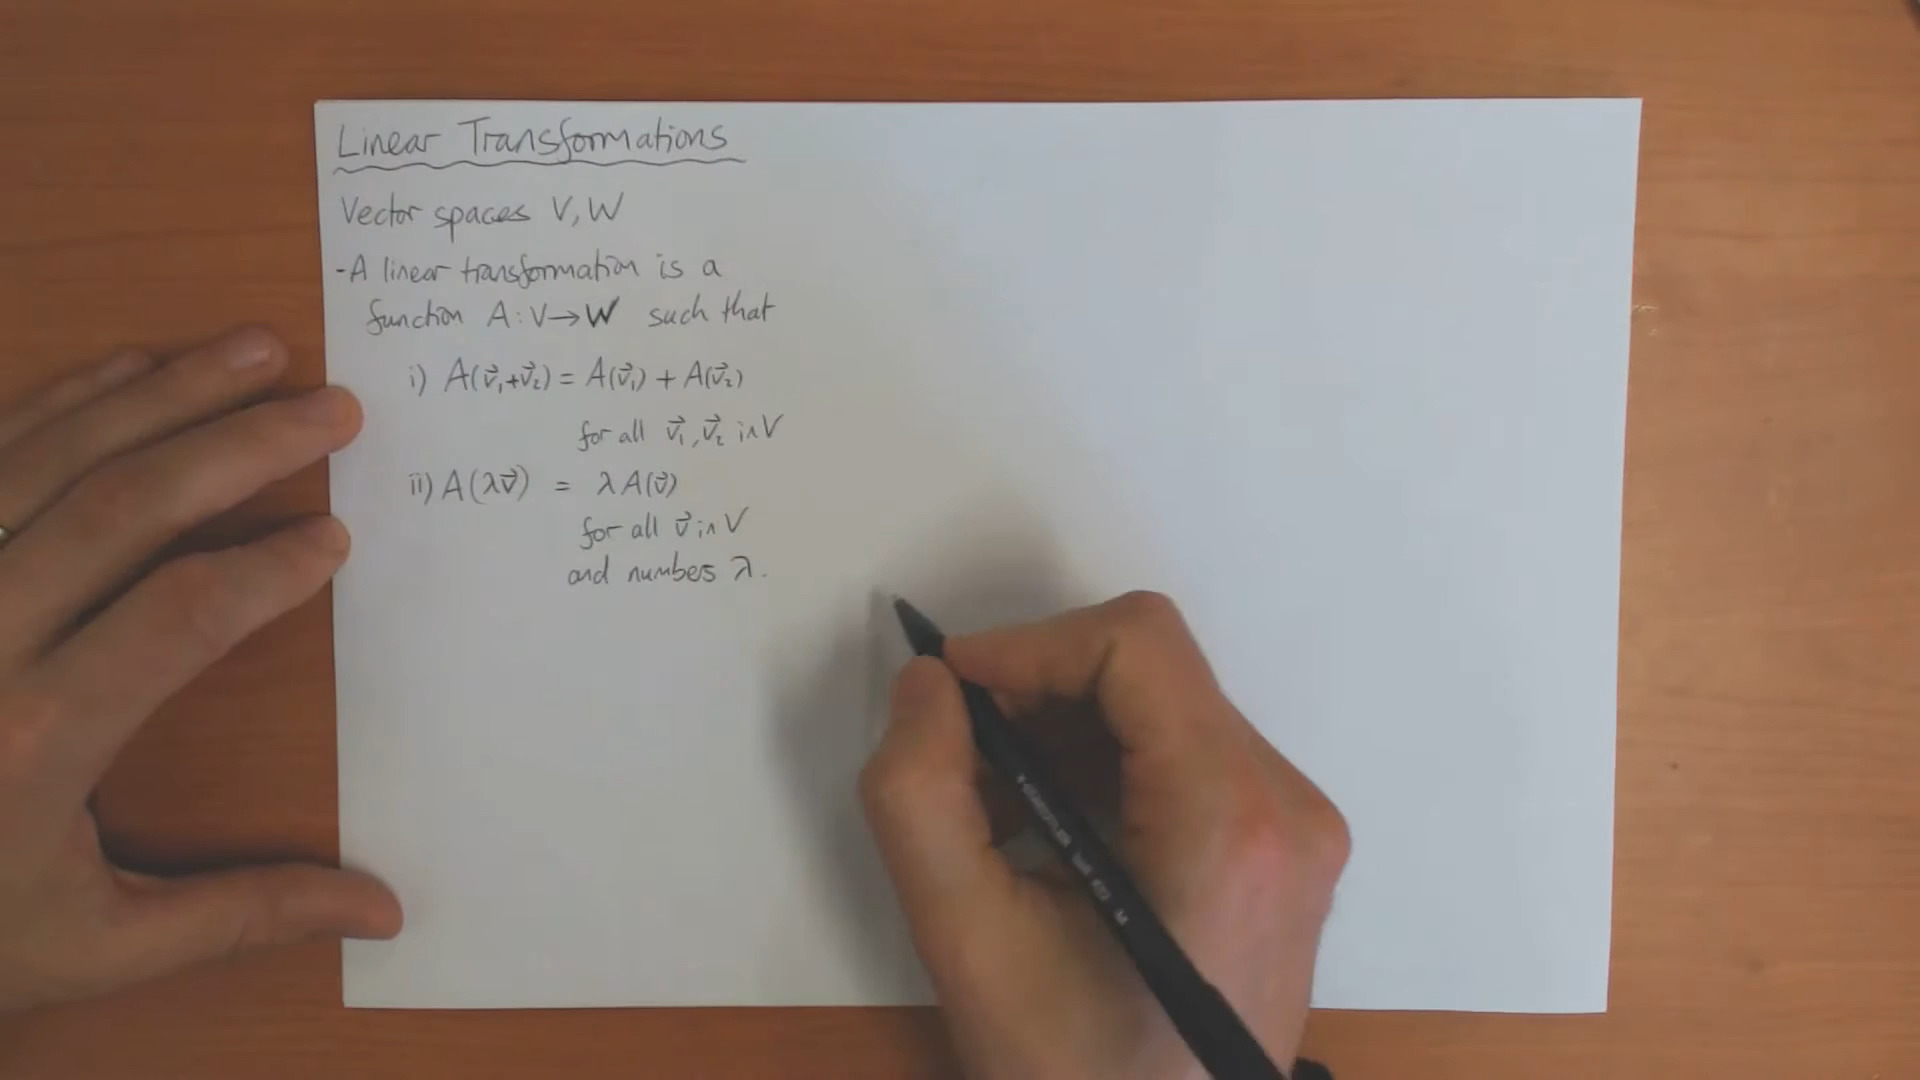 Linear Transformations
Vector spaces V, W
-A linear transformation is a
function A: V→W such that
i) A(v⃗₁+v⃗₂) = A(v⃗₁) + A(v⃗₂)
for all v⃗₁, v⃗₂ in V
ii) A(λv⃗) = λA(v⃗)
for all v⃗ in V
and numbers λ.